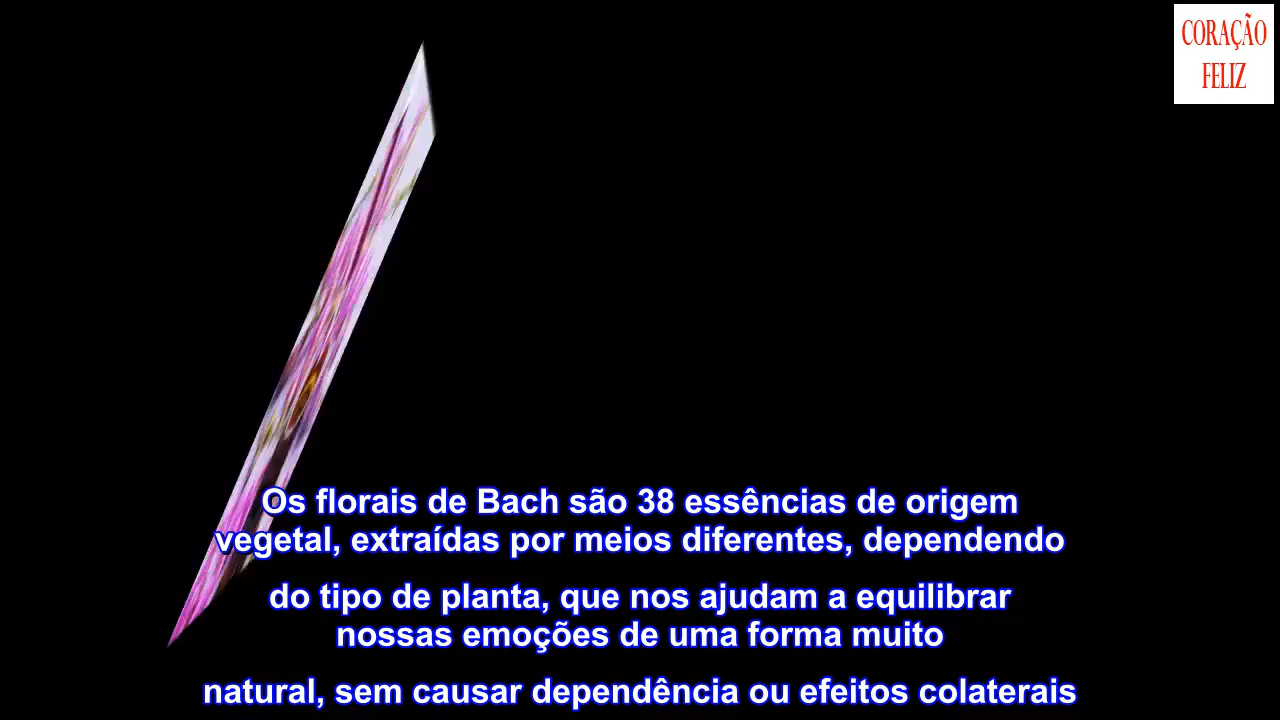 CORAÇÃO
FELIZ
Os florais de Bach são 38 essências de origem
vegetal, extraídas por meios diferentes, dependendo
do tipo de planta, que nos ajudam a equilibrar
nossas emoções de uma forma muito
natural, sem causar dependência ou efeitos colaterais